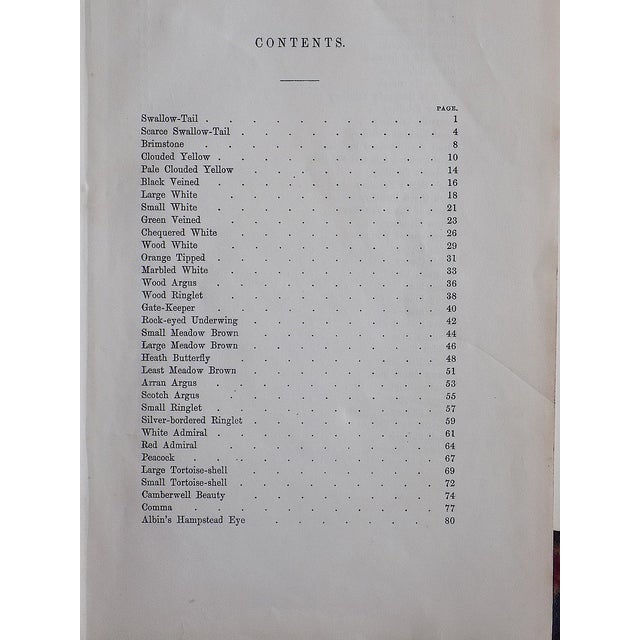 CONTENTS.
PAGE.
Swallow-Tail . . . . . . . . . . . 1
Scarce Swallow-Tail . . . . . . . . . . 4
Brimstone . . . . . . . . . . . 8
Clouded Yellow . . . . . . . . . . . 10
Pale Clouded Yellow . . . . . . . . . 14
Black Veined . . . . . . . . . . 16
Large White . . . . . . . . . . 18
Small White . . . . . . . . . . 21
Green Veined . . . . . . . . . . 23
Chequered White . . . . . . . . . . 26
Wood White . . . . . . . . . . 29
Orange Tipped . . . . . . . . . . 31
Marbled White . . . . . . . . . . 33
Wood Argus . . . . . . . . . . 36
Wood Ringlet . . . . . . . . . . 38
Gate-Keeper . . . . . . . . . . 40
Rock-eyed Underwing . . . . . . . . . 42
Small Meadow Brown . . . . . . . . . 44
Large Meadow Brown . . . . . . . . . 46
Heath Butterfly . . . . . . . . . . 48
Least Meadow Brown . . . . . . . . . 51
Arran Argus . . . . . . . . . . 53
Scotch Argus . . . . . . . . . . 55
Small Ringlet . . . . . . . . . . 57
Silver-bordered Ringlet . . . . . . . . . 59
White Admiral . . . . . . . . . . 61
Red Admiral . . . . . . . . . . 64
Peacock . . . . . . . . . . . 67
Large Tortoise-shell . . . . . . . . . 69
Small Tortoise-shell . . . . . . . . . 72
Camberwell Beauty . . . . . . . . . 74
Comma . . . . . . . . . . . 77
Albin's Hampstead Eye . . . . . . . . 80